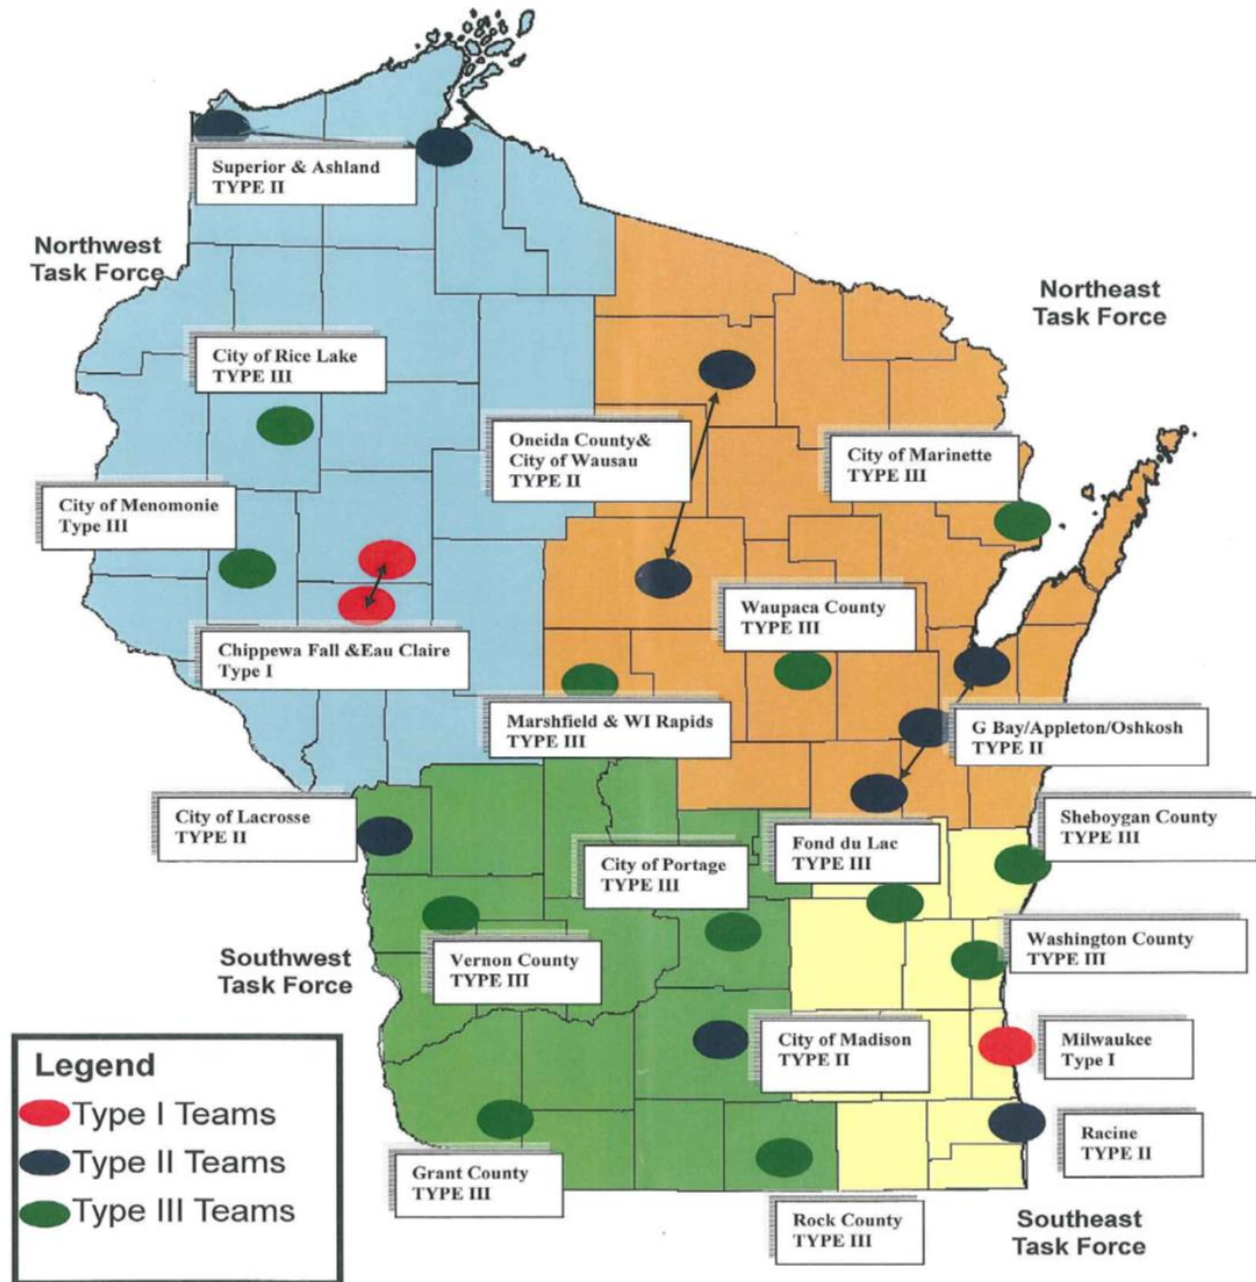 Superior & Ashland
TYPE II
Northwest
Task Force
Northeast
Task Force
City of Rice Lake
TYPE III
Oneida County&
City of Wausau
TYPE II
City of Marinette
TYPE III
City of Menomonie
Type III
Waupaca County
TYPE III
Chippewa Fall &Eau Claire
Type I
Marshfield & WI Rapids
TYPE III
G Bay/Appleton/Oshkosh
TYPE II
City of Lacrosse
TYPE II
Sheboygan County
TYPE III
Fond du Lac
TYPE III
City of Portage
TYPE III
Washington County
TYPE III
Southwest
Task Force
Vernon County
TYPE III
City of Madison
TYPE II
Milwaukee
Type I
Legend
Type I Teams
Type II Teams
Type III Teams
Racine
TYPE II
Grant County
TYPE III
Rock County
TYPE III
Southeast
Task Force